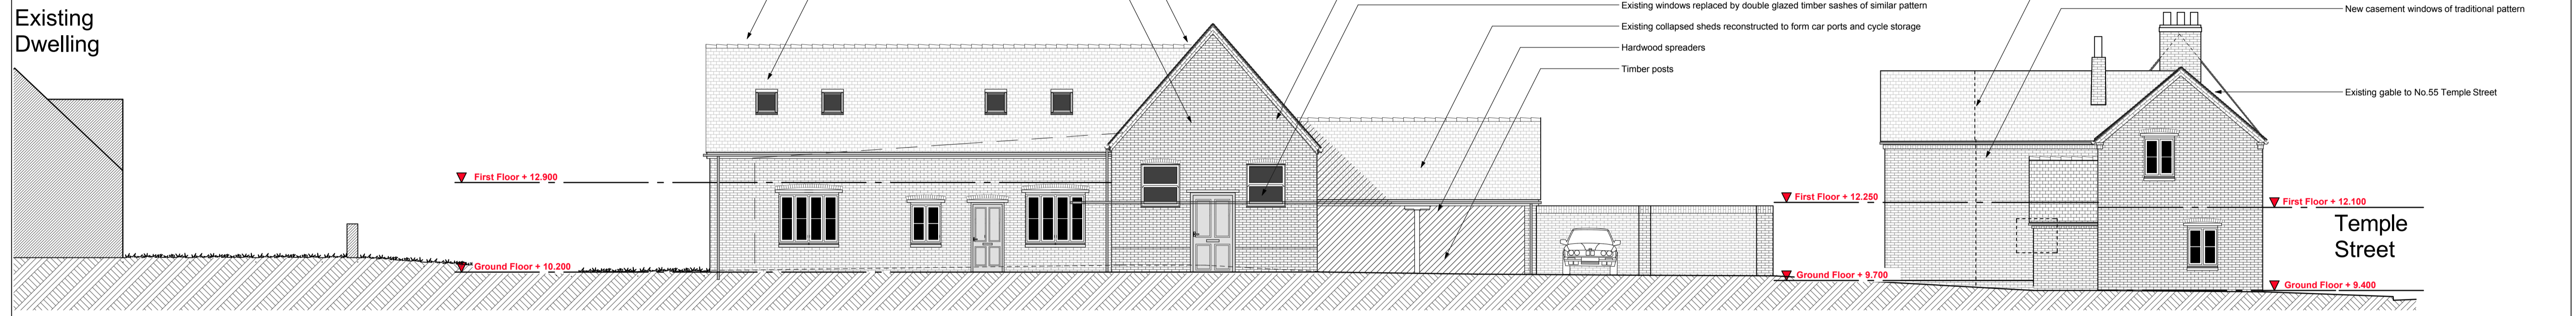 Existing
Dwelling
Existing windows replaced by double glazed timber sashes of similar pattern
Existing collapsed sheds reconstructed to form car ports and cycle storage
Hardwood spreaders
Timber posts
New casement windows of traditional pattern
Existing gable to No.55 Temple Street
First Floor + 12.900
First Floor + 12.250
First Floor + 12.100
Temple
Street
Ground Floor + 10.200
Ground Floor + 9.700
Ground Floor + 9.400